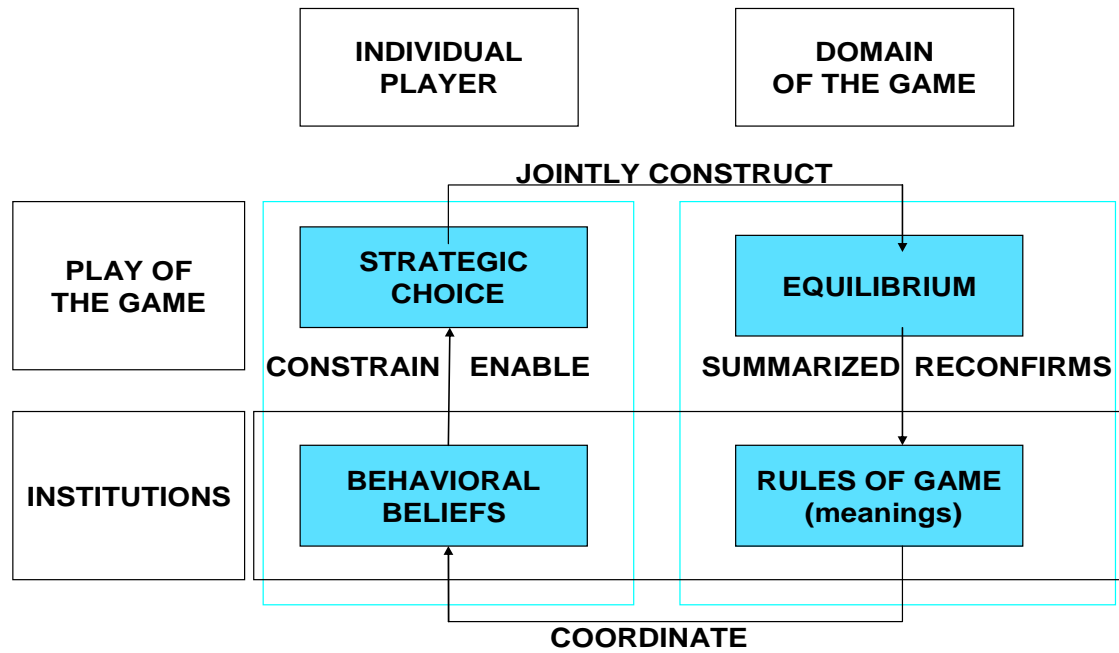 INDIVIDUAL
PLAYER
DOMAIN
OF THE GAME
JOINTLY CONSTRUCT
PLAY OF
THE GAME
STRATEGIC
CHOICE
EQUILIBRIUM
CONSTRAIN ENABLE
SUMMARIZED RECONFIRMS
INSTITUTIONS
BEHAVIORAL
BELIEFS
RULES OF GAME
(meanings)
COORDINATE